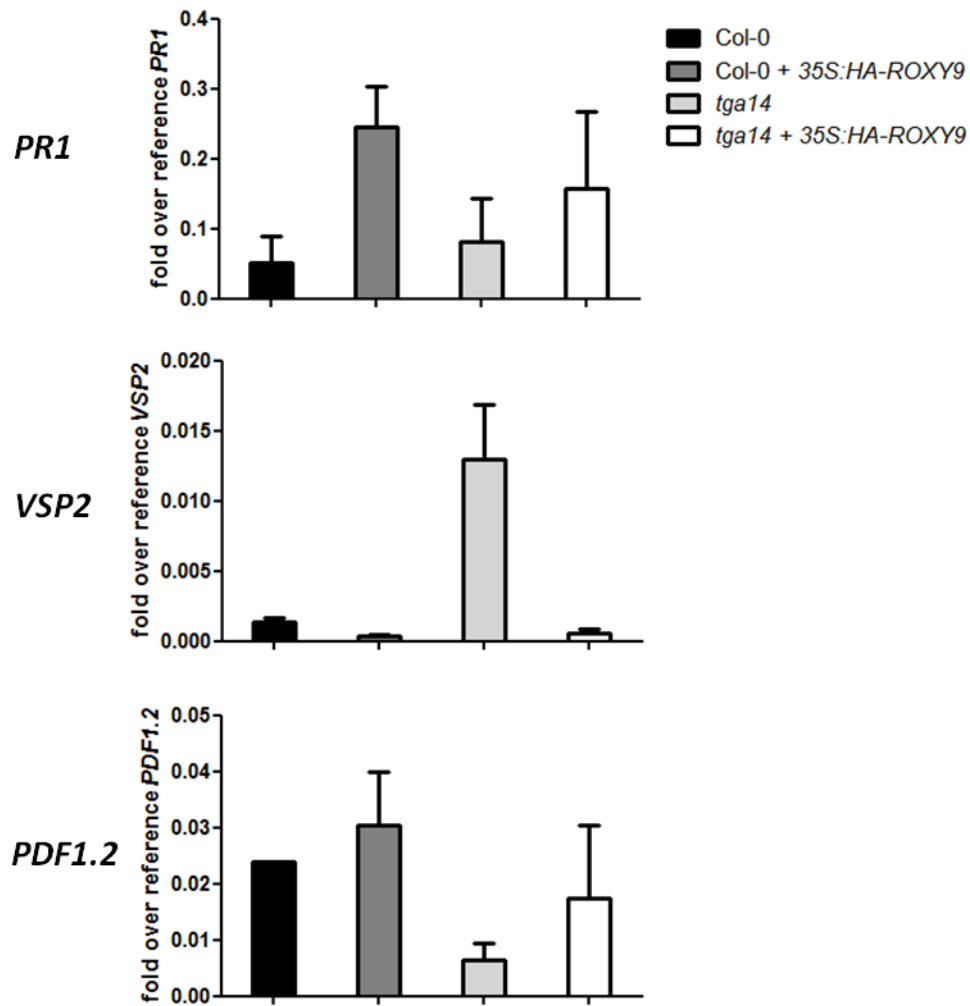 PR1
fold over reference PR1
0.4
0.3
0.2
0.1
0.0
Col-0
Col-0 + 35S:HA-ROXY9
tga14
tga14 + 35S:HA-ROXY9
VSP2
fold over reference VSP2
0.020
0.015
0.010
0.005
0.000
PDF1.2
fold over reference PDF1.2
0.05
0.04
0.03
0.02
0.01
0.00